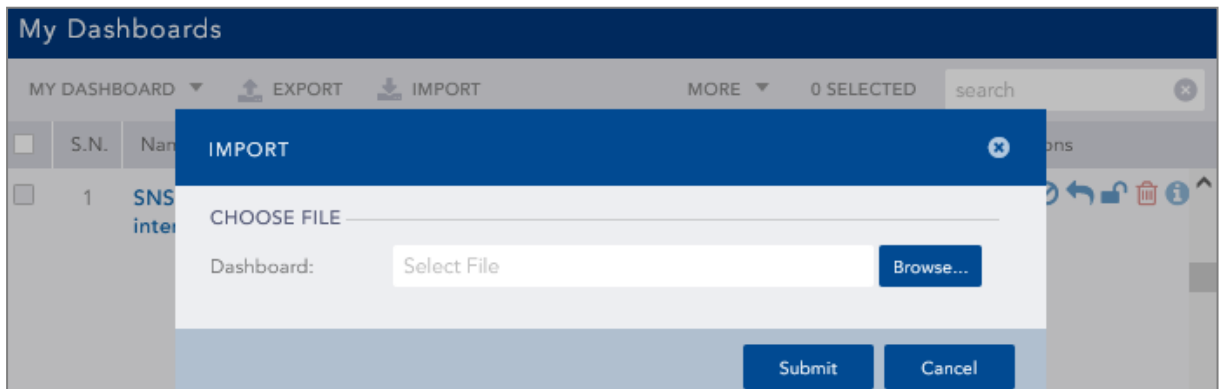 My Dashboards
MY DASHBOARD EXPORT IMPORT MORE 0 SELECTED search
S.N.
IMPORT
1 SNS
CHOOSE FILE
Dashboard: Select File Browse...
Submit Cancel